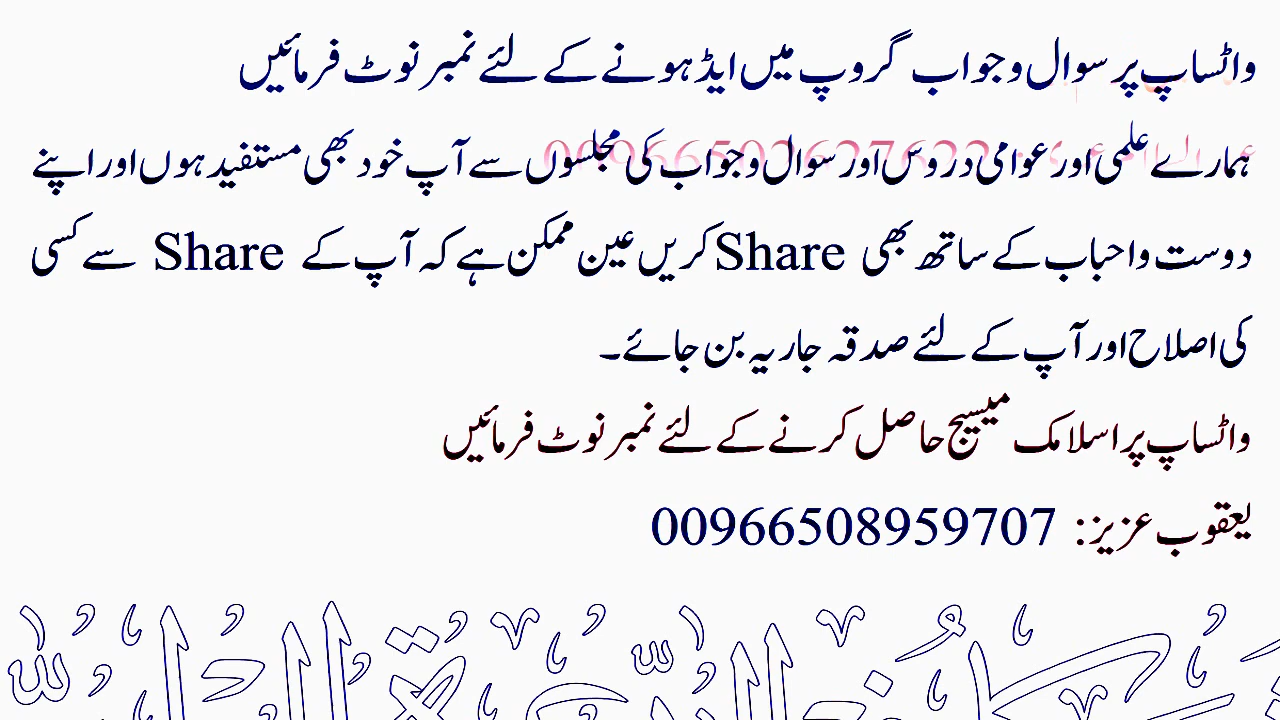 واٹساپ پر سوال و جواب گروپ میں ایڈ ہونے کے لئے نمبر نوٹ فرمائیں
ہمارے علمی اور عوامی دروس اور سوال و جواب کی مجلسوں سے آپ خود بھی مستفید ہوں اور اپنے
دوست واحباب کے ساتھ بھی Share کریں عین ممکن ہے کہ آپ کے Share سے کسی
کی اصلاح اور آپ کے لئے صدقہ جاریہ بن جائے۔
واٹساپ پر اسلامک میسیج حاصل کرنے کے لئے نمبر نوٹ فرمائیں
یعقوب عزیز: 00966508959707